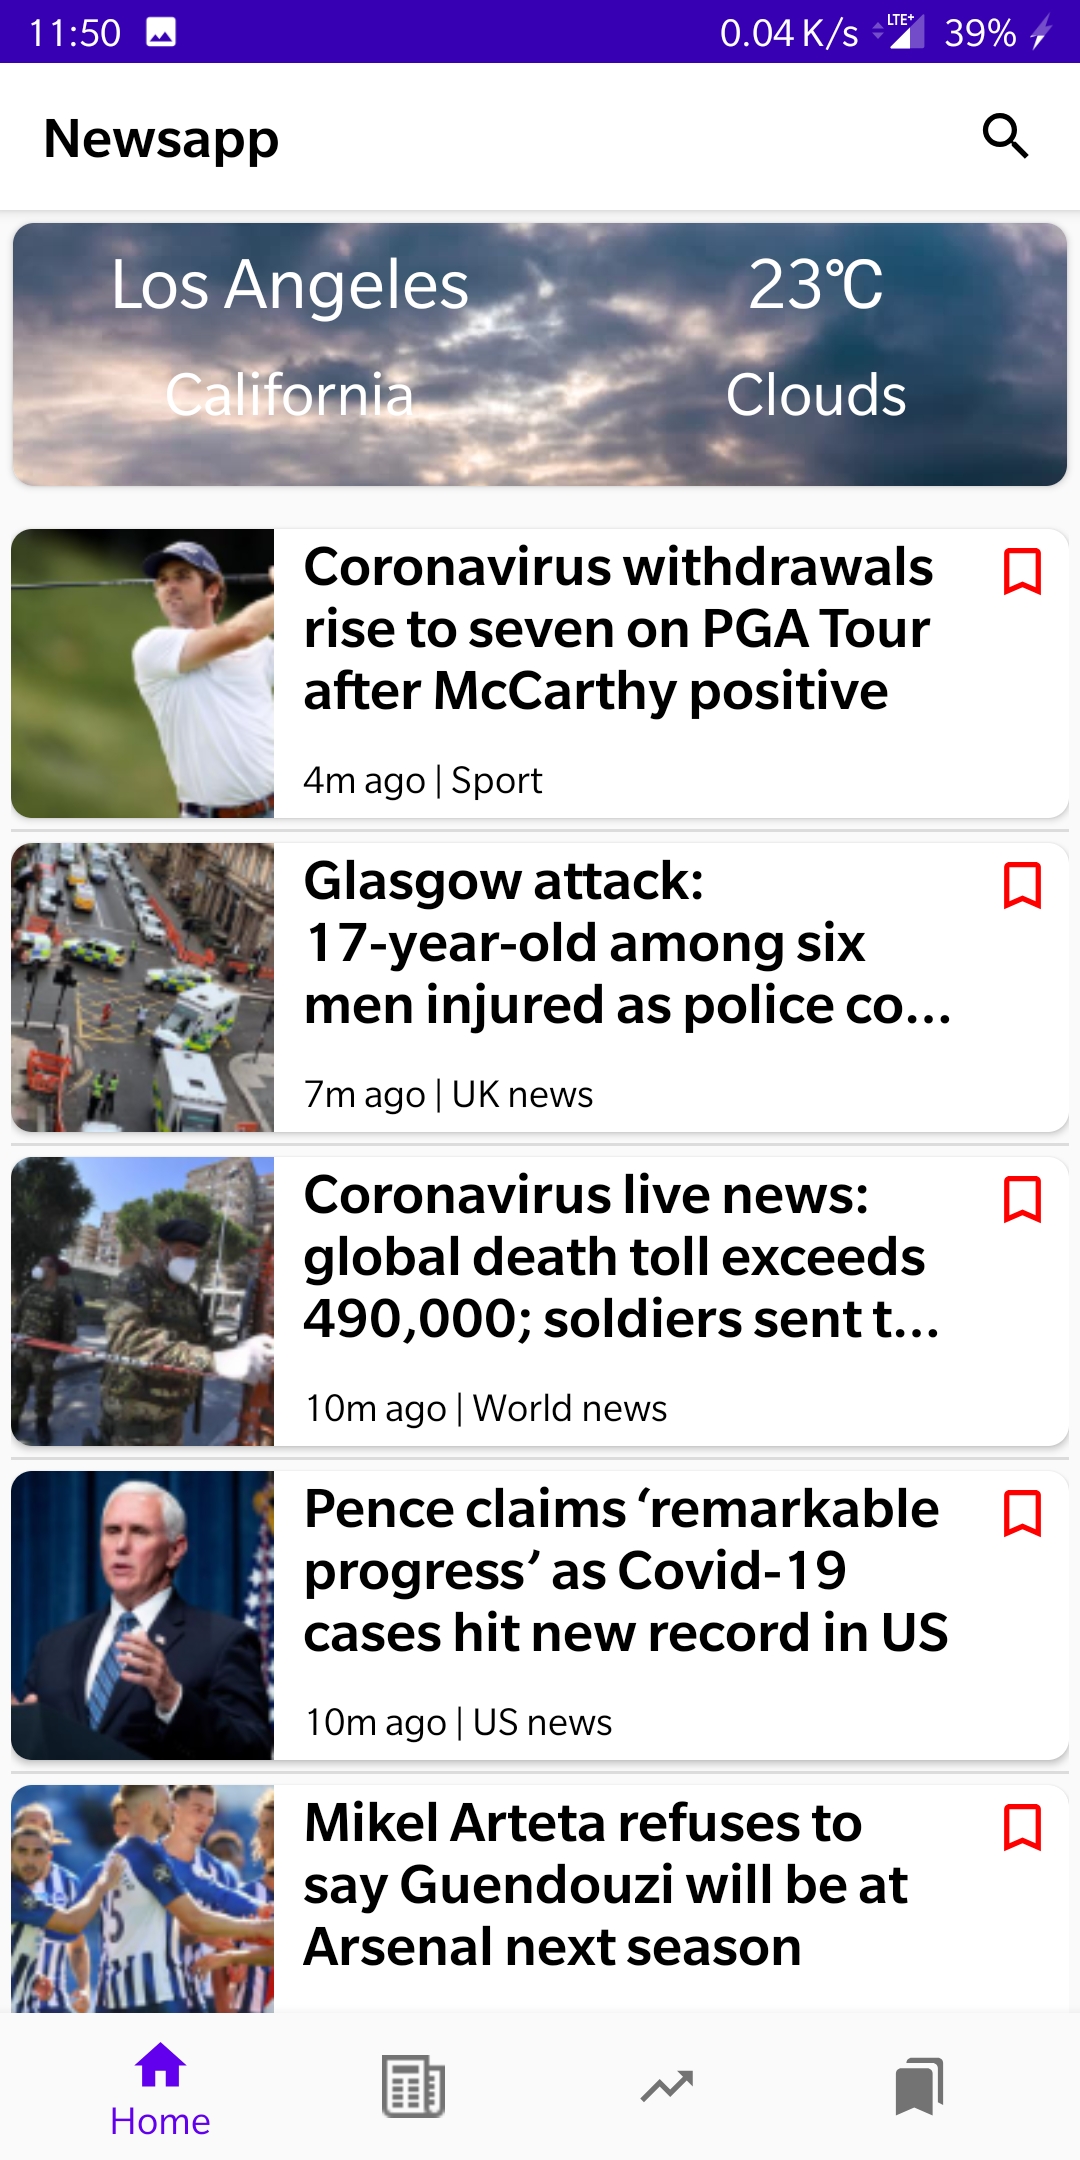 11:50 0.04 K/s LTE+ 39%
Newsapp
Los Angeles 23°C
California Clouds
Coronavirus withdrawals
rise to seven on PGA Tour
after McCarthy positive
4m ago | Sport
Glasgow attack:
17-year-old among six
men injured as police co...
7m ago | UK news
Coronavirus live news:
global death toll exceeds
490,000; soldiers sent t...
10m ago | World news
Pence claims ‘remarkable
progress’ as Covid-19
cases hit new record in US
10m ago | US news
Mikel Arteta refuses to
say Guendouzi will be at
Arsenal next season
Home